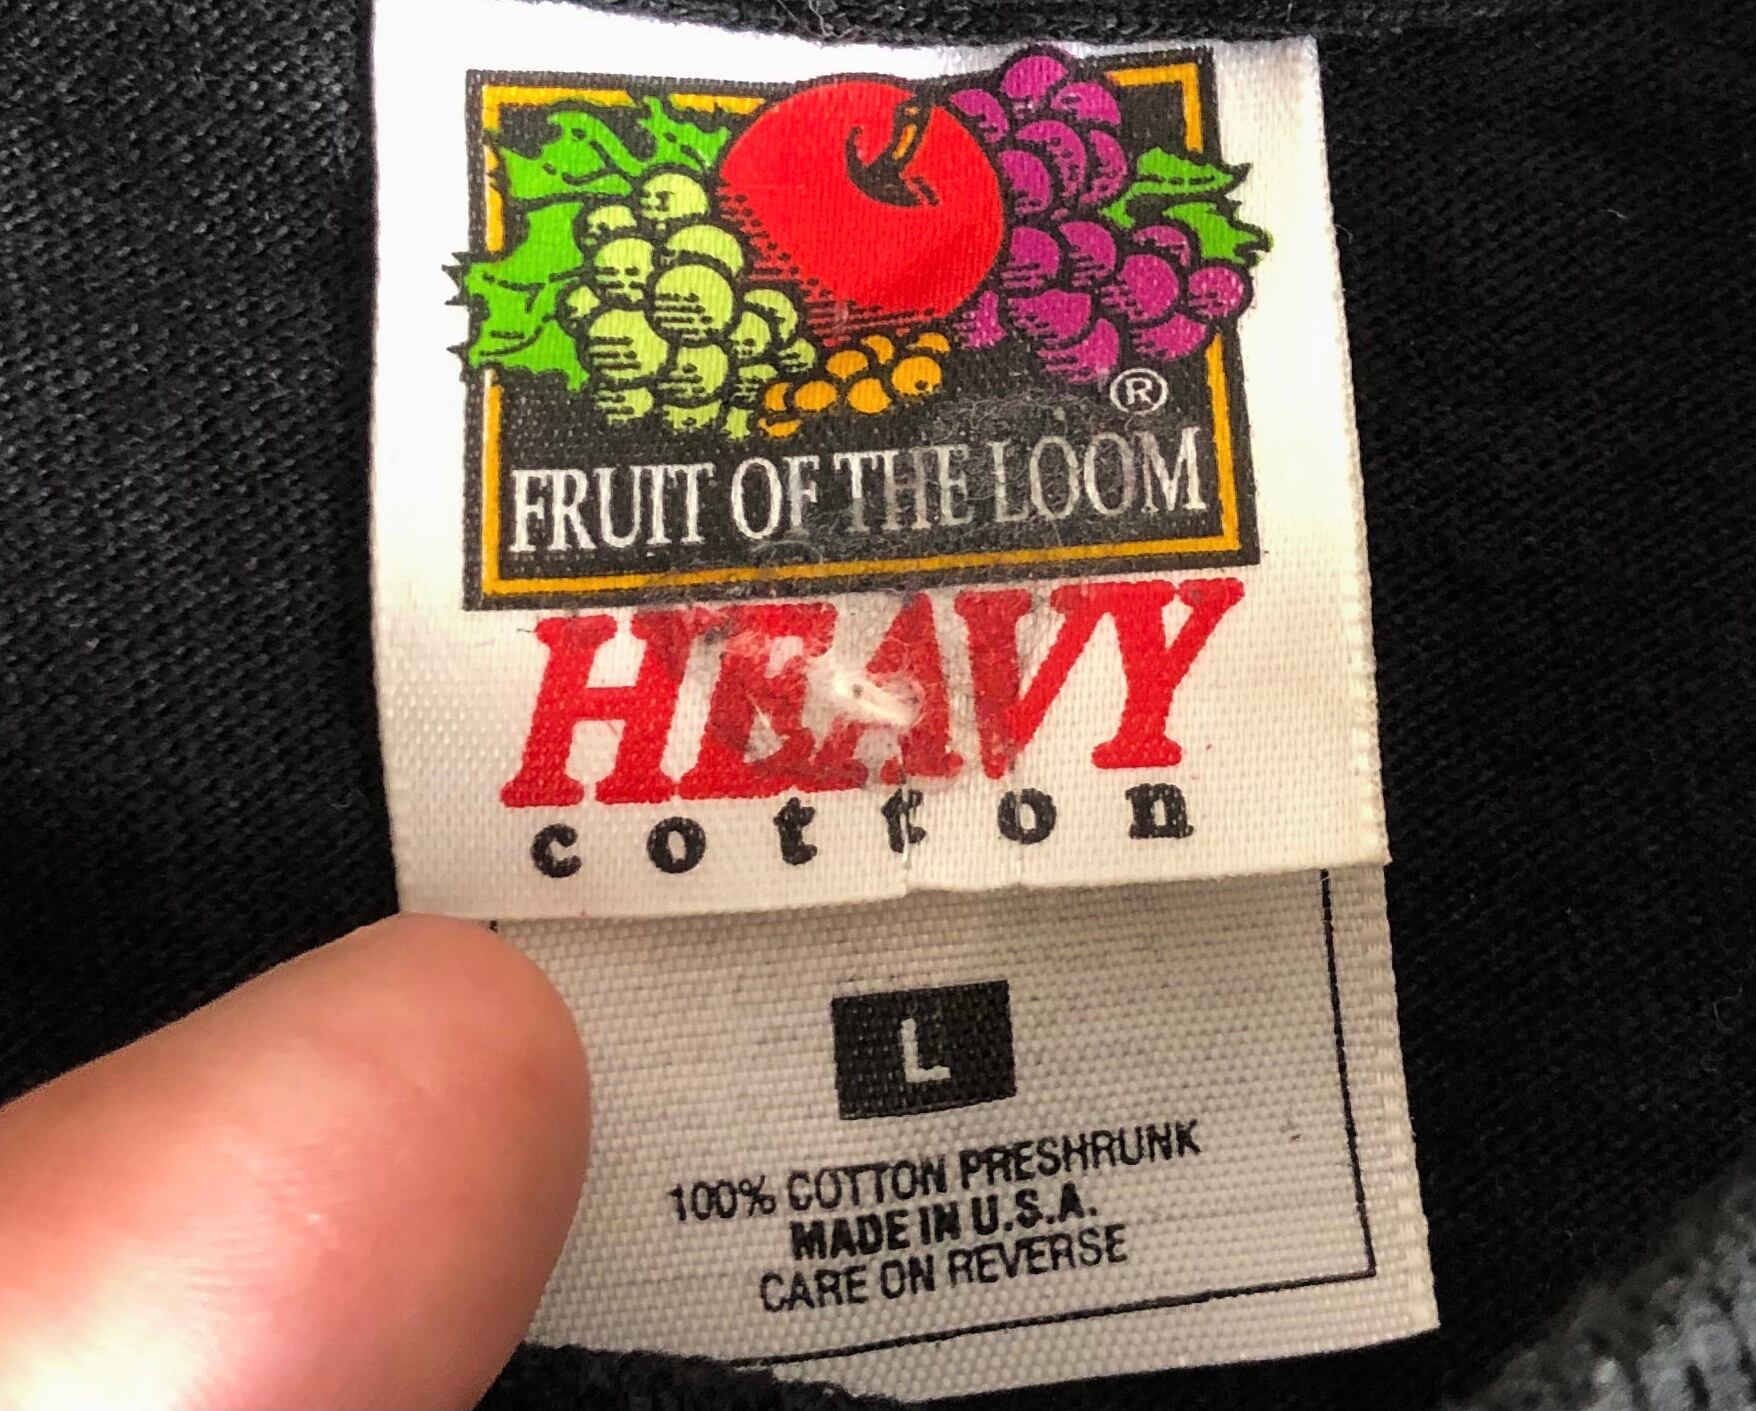 ®
FRUIT OF THE LOOM
HEAVY
cotton
L
100% COTTON PRESHRUNK
MADE IN U.S.A.
CARE ON REVERSE